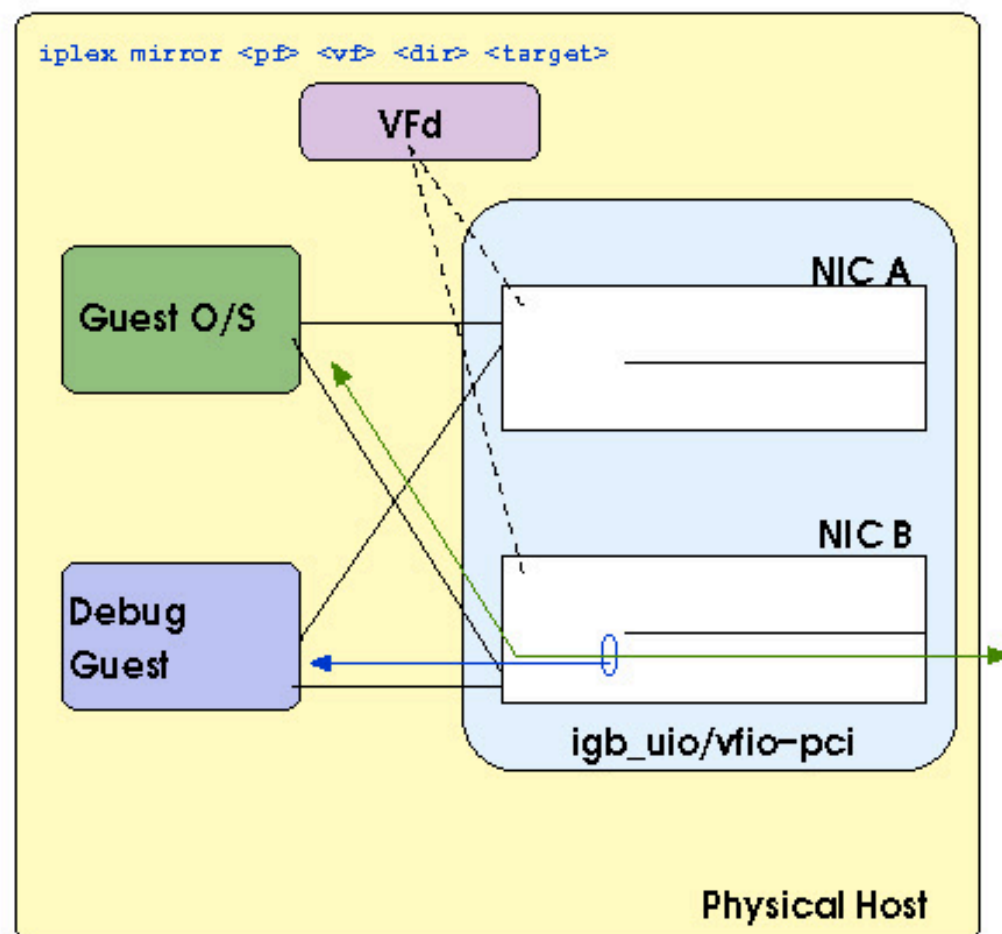 iplex mirror <pf> <vf> <dir> <target>
VFd
NIC A
Guest O/S
NIC B
Debug
Guest
igb_uio/vfio-pci
Physical Host